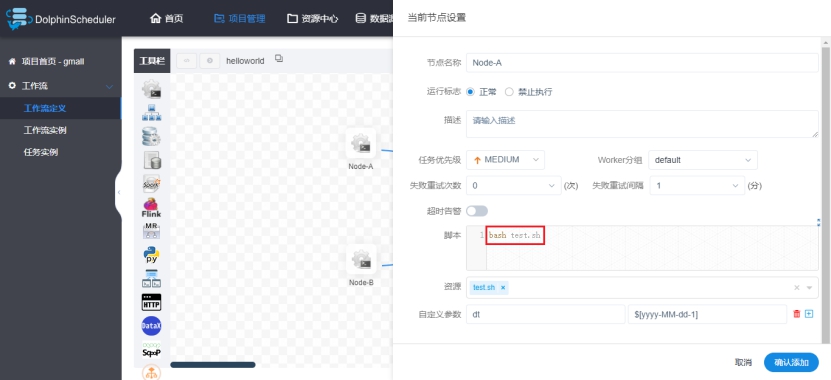 DolphinScheduler
首页
项目管理
资源中心
数据源
当前节点设置
项目首页 - gmall
工作流
工作流定义
工作流实例
任务实例
工具栏
helloworld
Spark
Flink
MR
py
HTTP
DataX
Sqoop
Node-A
Node-B
节点名称 Node-A
运行标志 正常 禁止执行
描述 请输入描述
任务优先级 MEDIUM Worker分组 default
失败重试次数 0 (次) 失败重试间隔 1 (分)
超时告警
脚本 1 bash test.sh
资源 test.sh ×
自定义参数 dt $[yyyy-MM-dd-1]
取消 确认添加